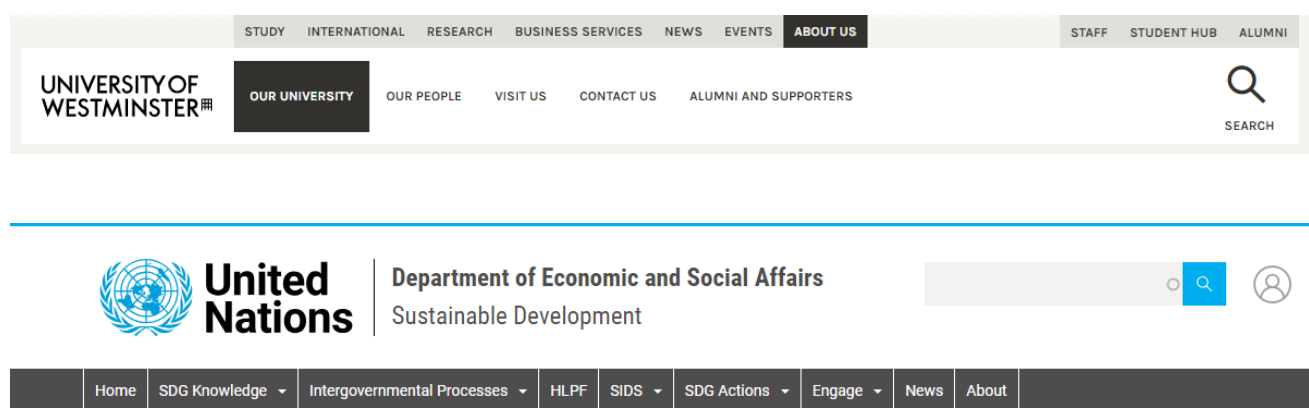 STUDY INTERNATIONAL RESEARCH BUSINESS SERVICES NEWS EVENTS ABOUT US STAFF STUDENT HUB ALUMNI
UNIVERSITY OF
WESTMINSTER
OUR UNIVERSITY OUR PEOPLE VISIT US CONTACT US ALUMNI AND SUPPORTERS
SEARCH
United
Nations
Department of Economic and Social Affairs
Sustainable Development
Home SDG Knowledge Intergovernmental Processes HLPF SIDS SDG Actions Engage News About